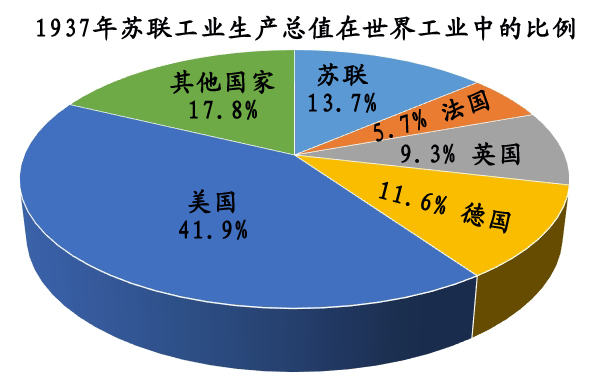 1937年苏联工业生产总值在世界工业中的比例
苏联
13.7%
5.7% 法国
9.3% 英国
11.6% 德国
美国
41.9%
其他国家
17.8%